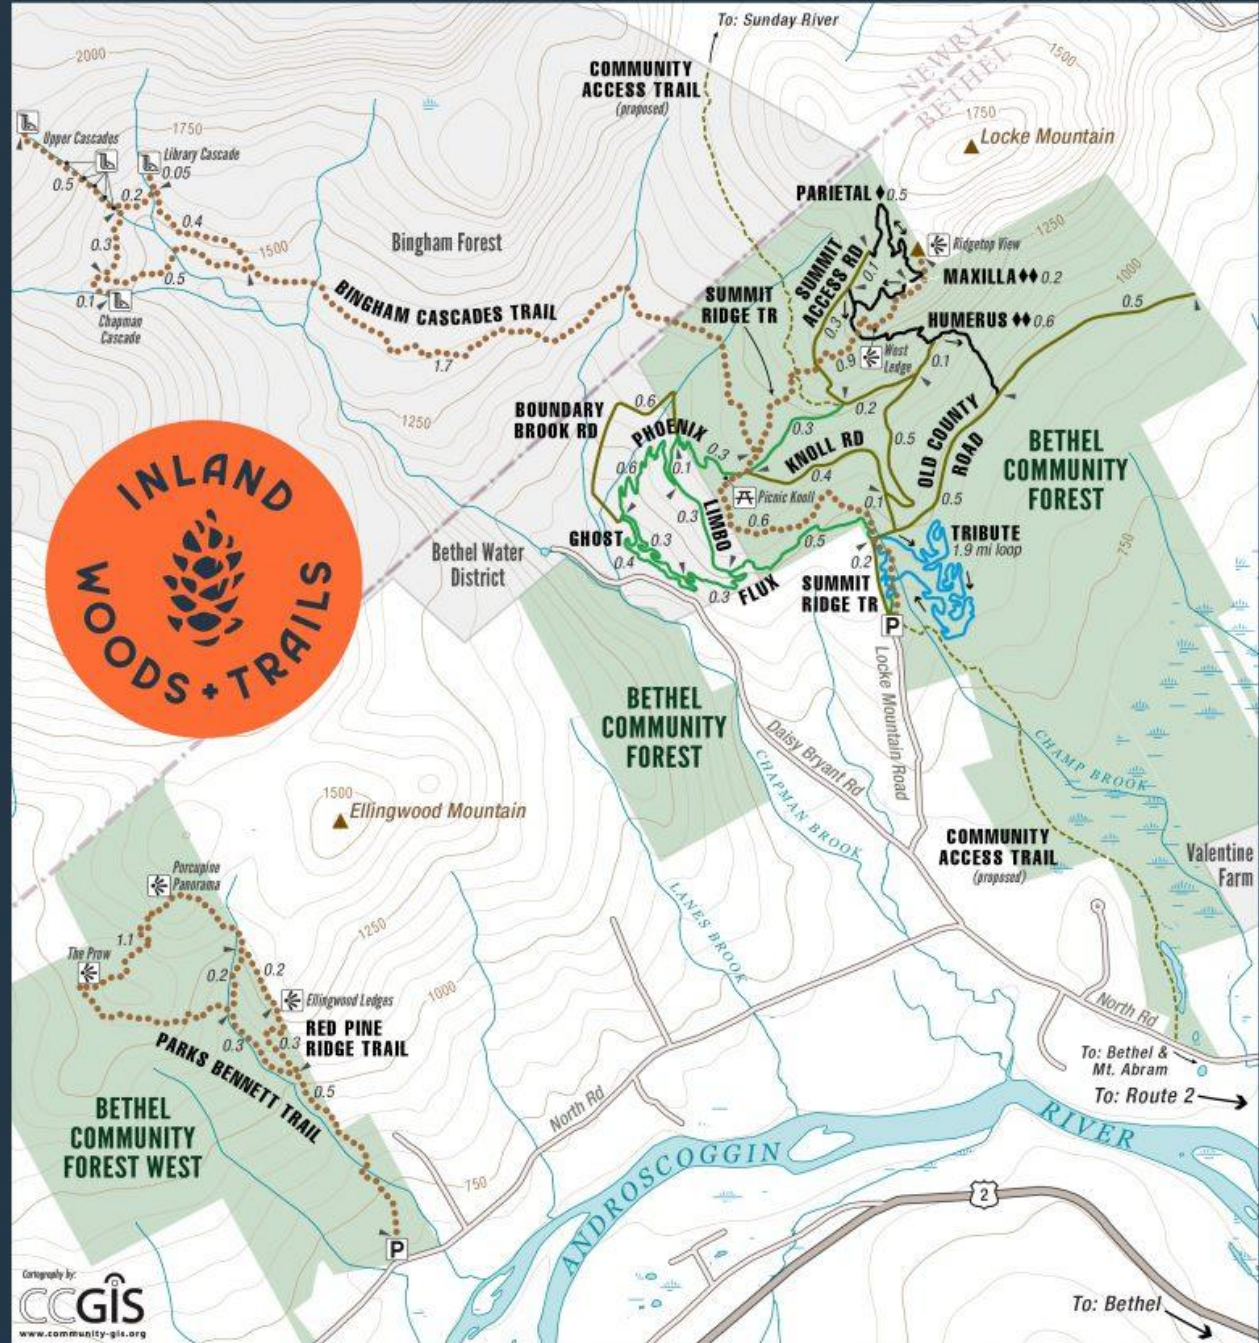 To: Sunday River
2000
COMMUNITY
ACCESS TRAIL
(proposed)
NEWRY
BETHEL
1500
1750
Locke Mountain
Upper Cascades
1750
Library Cascade
0.05
0.5
0.2
0.4
0.3
1500
0.5
0.1
Chapman
Cascade
Bingham Forest
BINGHAM CASCADES TRAIL
1.7
1250
PARIETAL ♦ 0.5
Ridgetop View
1250
SUMMIT
ACCESS RD
0.1
MAXILLA ♦♦ 0.2
1000
0.5
SUMMIT
RIDGE TR
0.3
HUMERUS ♦♦ 0.6
0.9
West
Ledge
0.1
BOUNDARY
BROOK RD
0.6
PHOENIX
0.3
0.3
0.2
KNOLL RD
0.4
0.5
OLD COUNTY
ROAD
BETHEL
COMMUNITY
FOREST
0.6
0.1
0.3
LIMBO
Picnic Knoll
0.6
0.1
0.5
INLAND
WOODS + TRAILS
GHOST
0.3
0.4
0.5
TRIBUTE
1.9 mi loop
750
Bethel Water
District
0.3
FLUX
0.2
SUMMIT
RIDGE TR
P
BETHEL
COMMUNITY
FOREST
Locke Mountain Road
Daisy Bryant Rd
CHAPMAN BROOK
CHAMP BROOK
1500
Ellingwood Mountain
COMMUNITY
ACCESS TRAIL
(proposed)
Valentine
Farm
LANES BROOK
Porcupine
Panorama
1.1
1250
The Prow
0.2
0.2
Ellingwood Ledges
1000
RED PINE
RIDGE TRAIL
0.3
0.3
PARKS BENNETT TRAIL
0.5
North Rd
To: Bethel &
Mt. Abram
To: Route 2
North Rd
BETHEL
COMMUNITY
FOREST WEST
750
ANDROSCOGGIN RIVER
2
P
Cartography by:
CCGIS
www.community-gis.org
To: Bethel